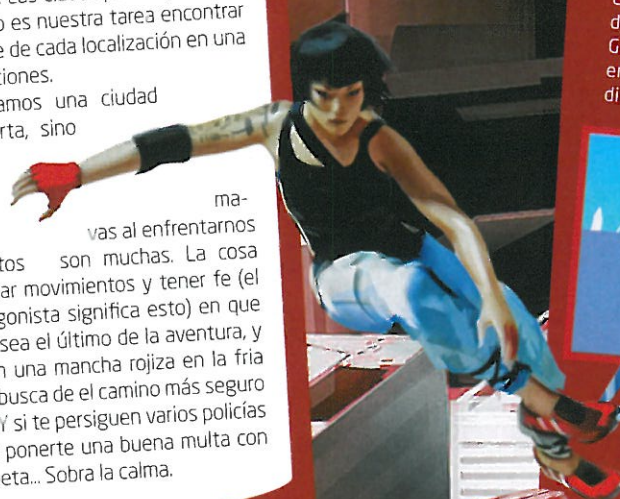 o es nuestra tarea encontrar
e de cada localización en una
ciones.
amos una ciudad
rta, sino
ma-
vas al enfrentarnos
tos son muchas. La cosa
ar movimientos y tener fe (el
gonista significa esto) en que
sea el último de la aventura, y
n una mancha rojiza en la fria
busca de el camino más seguro
Y si te persiguen varios policías
ponerte una buena multa con
eta... Sobra la calma.
d
G
en
di